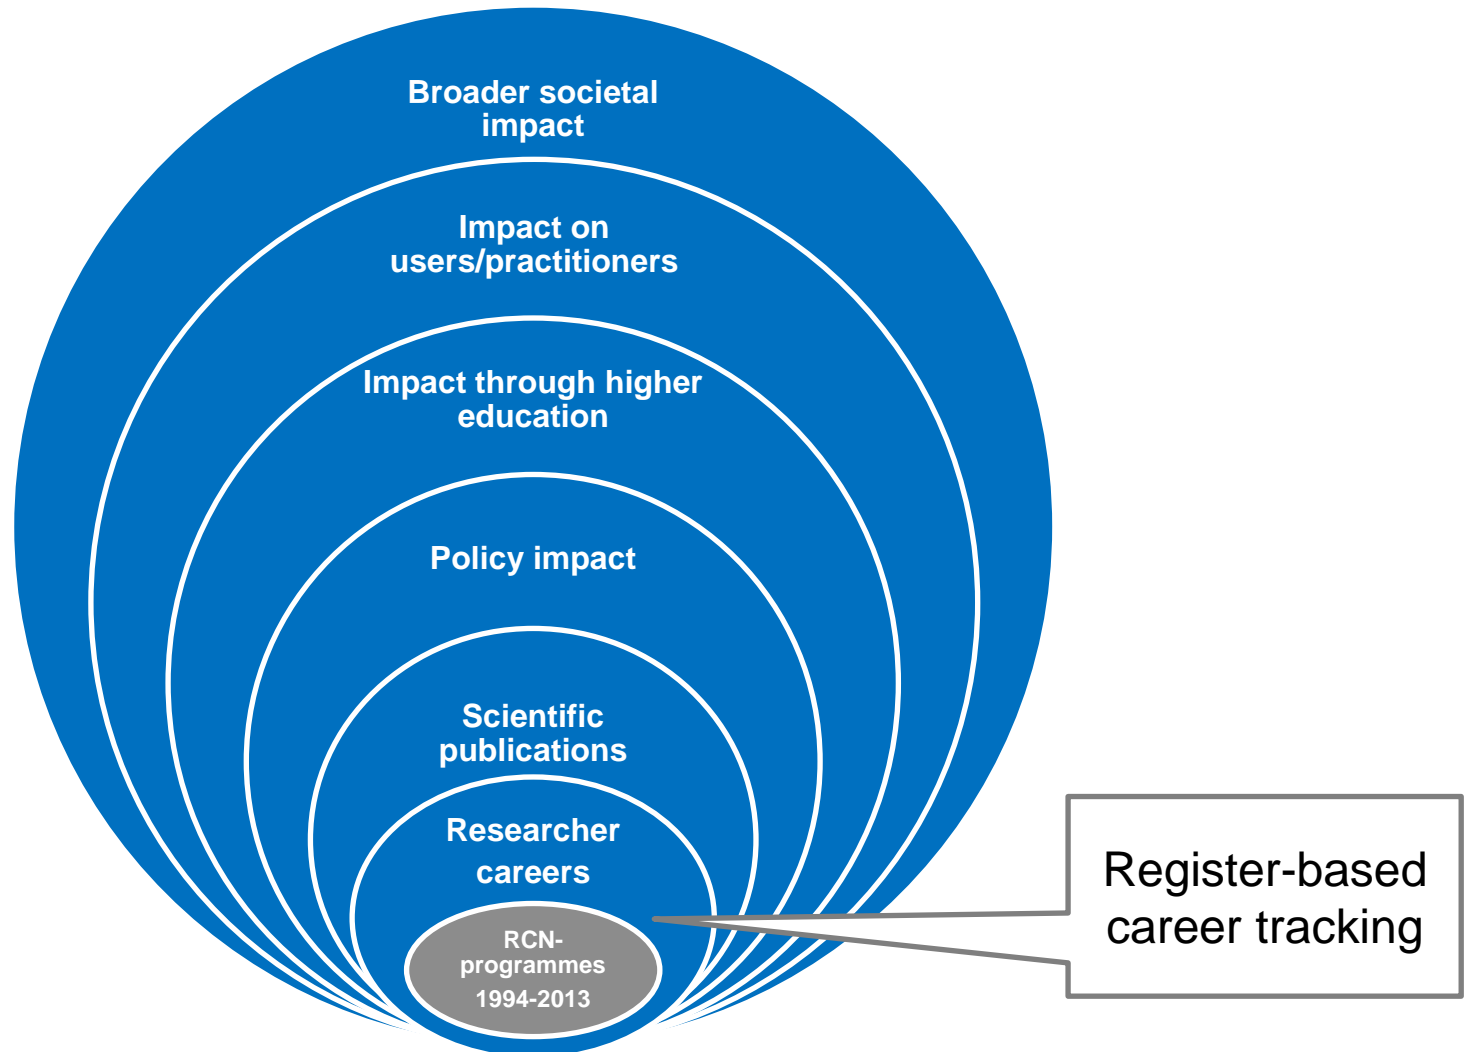 Broader societal
impact
Impact on
users/practitioners
Impact through higher
education
Policy impact
Scientific
publications
Researcher
careers
RCN-
programmes
1994-2013
Register-based
career tracking